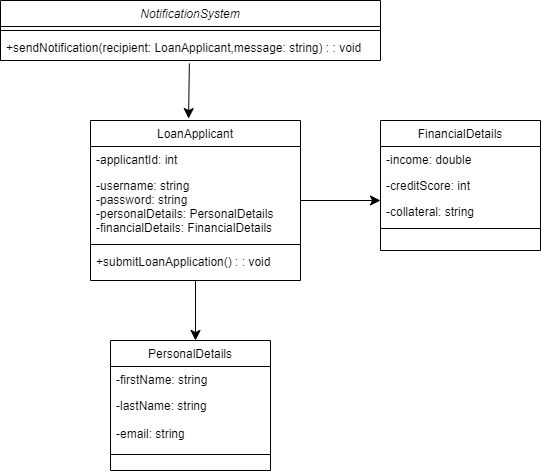 NotificationSystem
+sendNotification(recipient: LoanApplicant,message: string) : : void
LoanApplicant
-applicantId: int
-username: string
-password: string
-personalDetails: PersonalDetails
-financialDetails: FinancialDetails
+submitLoanApplication() : : void
FinancialDetails
-income: double
-creditScore: int
-collateral: string
PersonalDetails
-firstName: string
-lastName: string
-email: string